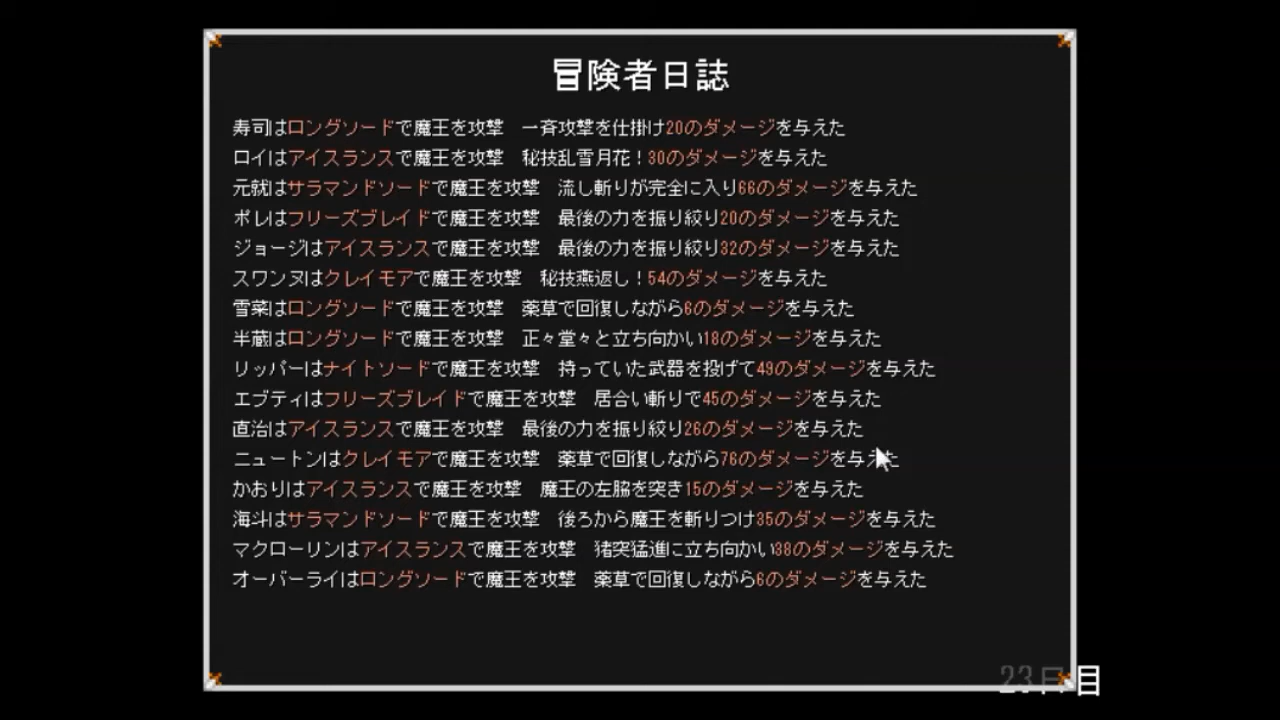 冒険者日誌
寿司はロングソードで魔王を攻撃　一斉攻撃を仕掛け20のダメージを与えた
ロイはアイスランスで魔王を攻撃　秘技乱雪月花！30のダメージを与えた
元就はサラマンドソードで魔王を攻撃　流し斬りが完全に入り66のダメージを与えた
ポレはフリーズブレイドで魔王を攻撃　最後の力を振り絞り20のダメージを与えた
ジョージはアイスランスで魔王を攻撃　最後の力を振り絞り32のダメージを与えた
スワンヌはクレイモアで魔王を攻撃　秘技燕返し！54のダメージを与えた
雪菜はロングソードで魔王を攻撃　薬草で回復しながら6のダメージを与えた
半蔵はロングソードで魔王を攻撃　正々堂々と立ち向かい18のダメージを与えた
リッパーはナイトソードで魔王を攻撃　持っていた武器を投げて49のダメージを与えた
エブティはフリーズブレイドで魔王を攻撃　居合い斬りで45のダメージを与えた
直治はアイスランスで魔王を攻撃　最後の力を振り絞り26のダメージを与えた
ニュートンはクレイモアで魔王を攻撃　薬草で回復しながら76のダメージを与えた
かおりはアイスランスで魔王を攻撃　魔王の左脇を突き15のダメージを与えた
海斗はサラマンドソードで魔王を攻撃　後ろから魔王を斬りつけ35のダメージを与えた
マクローリンはアイスランスで魔王を攻撃　猪突猛進に立ち向かい38のダメージを与えた
オーバーライはロングソードで魔王を攻撃　薬草で回復しながら6のダメージを与えた
23日目